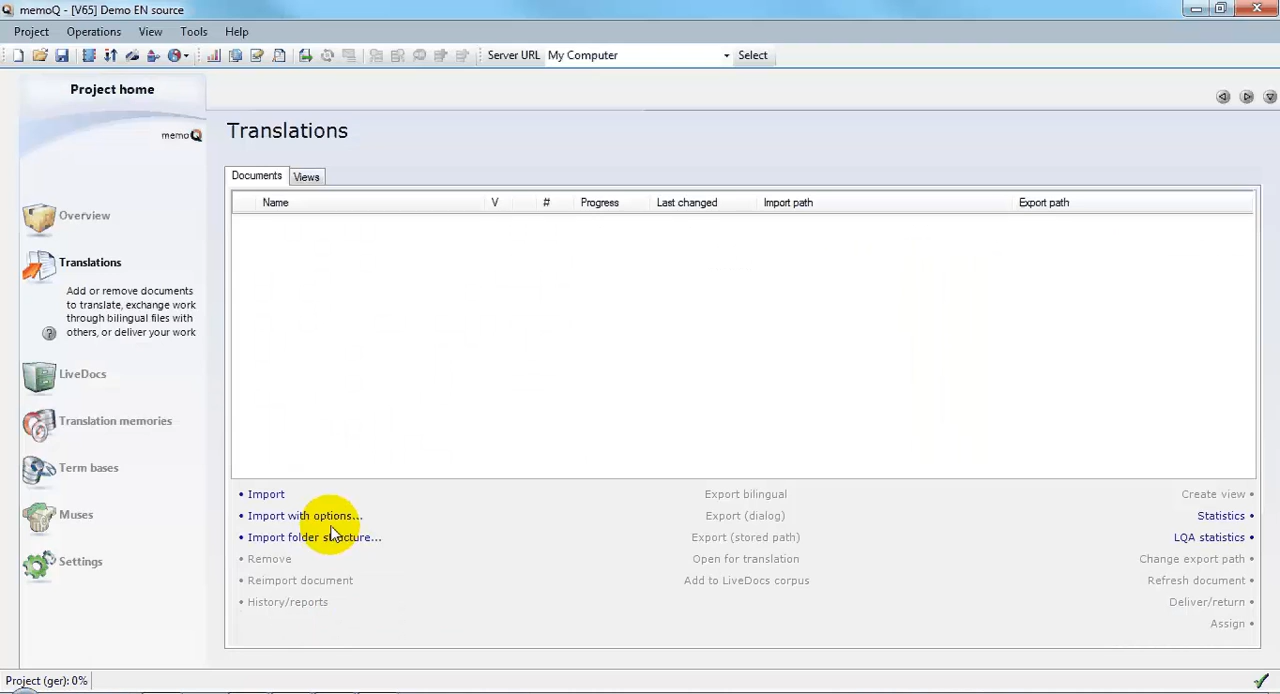 memoQ - [V65] Demo EN source
Project Operations View Tools Help
Server URL My Computer Select
Project home
memoQ
Overview
Translations
Add or remove documents
to translate, exchange work
through bilingual files with
others, or deliver your work
LiveDocs
Translation memories
Term bases
Muses
Settings
Translations
Documents Views
Name V # Progress Last changed Import path Export path
• Import Export bilingual Create view •
• Import with options... Export (dialog) Statistics •
• Import folder structure... Export (stored path) LQA statistics •
• Remove Open for translation Change export path •
• Reimport document Add to LiveDocs corpus Refresh document •
• History/reports Deliver/return •
Assign •
Project (ger): 0%